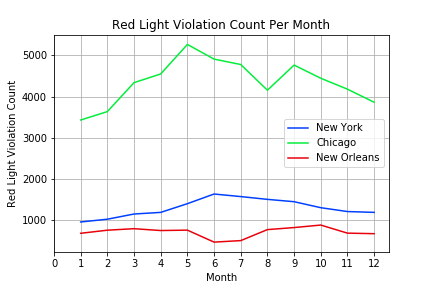 Red Light Violation Count Per Month
Red Light Violation Count
5000
4000
3000
2000
1000
New York
Chicago
New Orleans
0 1 2 3 4 5 6 7 8 9 10 11 12
Month